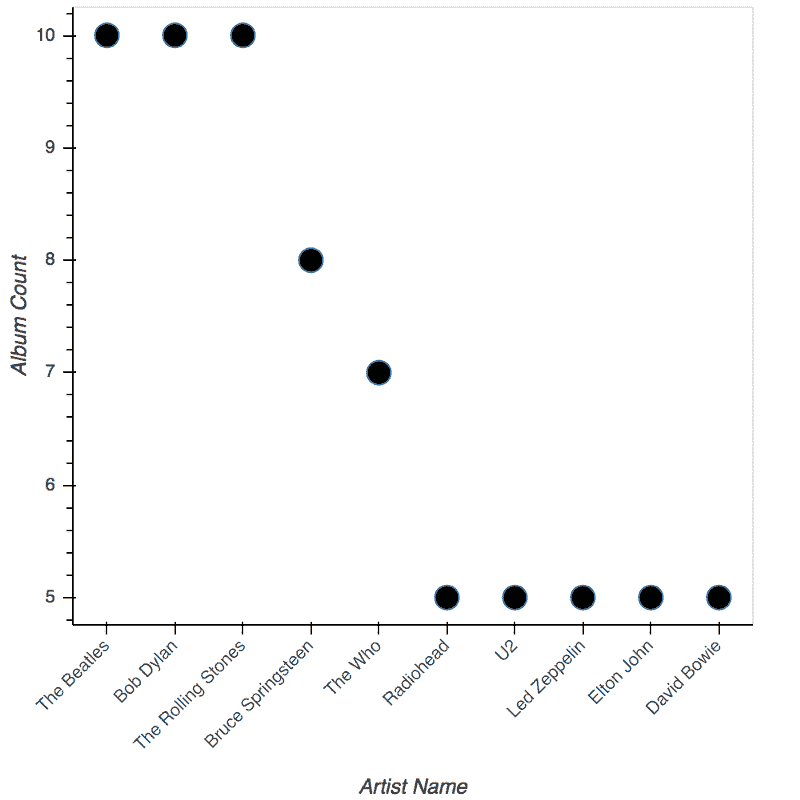 10
9
8
7
6
5
Album Count
The Beatles
Bob Dylan
The Rolling Stones
Bruce Springsteen
The Who
Radiohead
U2
Led Zeppelin
Elton John
David Bowie
Artist Name